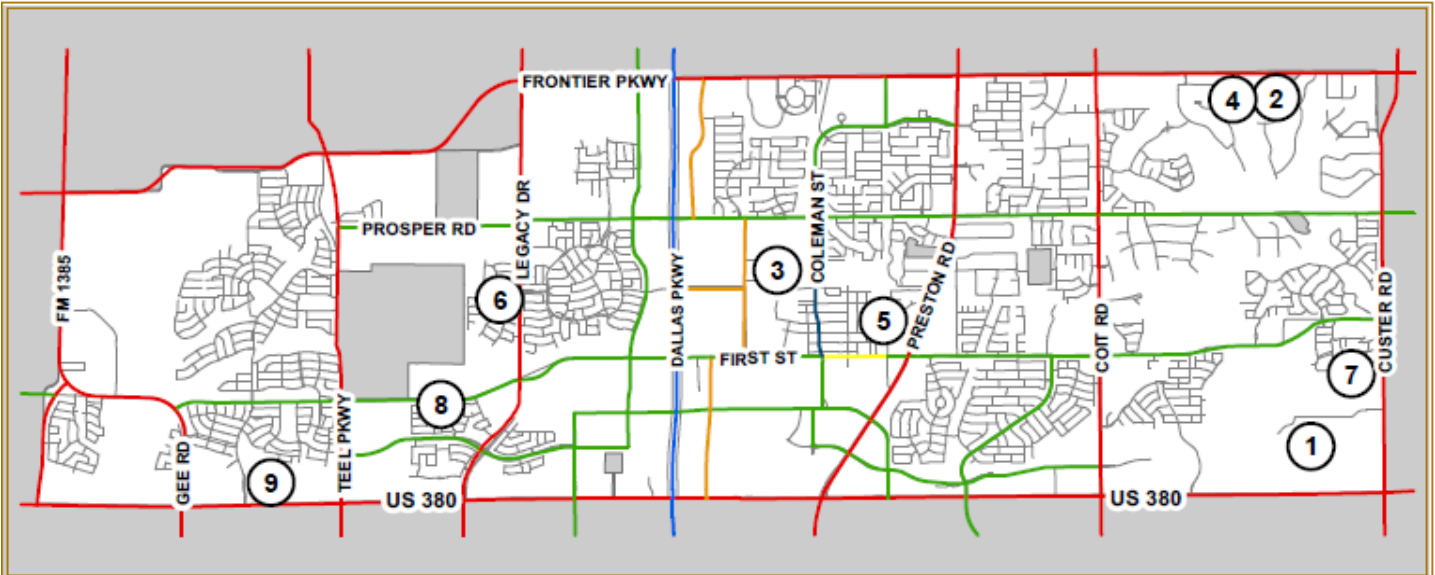 FRONTIER PKWY
4
2
LEGACY DR
COLEMAN ST
PROSPER RD
PRESTON RD
FM 1385
3
6
CUSTER RD
DALLAS PKWY
5
COIT RD
FIRST ST
7
8
TEEL PKWY
GEE RD
1
9
US 380
US 380